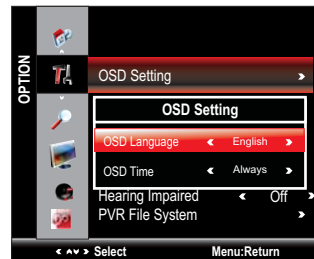 OPTION
OSD Setting
OSD Setting
OSD Language English
OSD Time Always
Hearing Impaired Off
PVR File System
Select Menu:Return